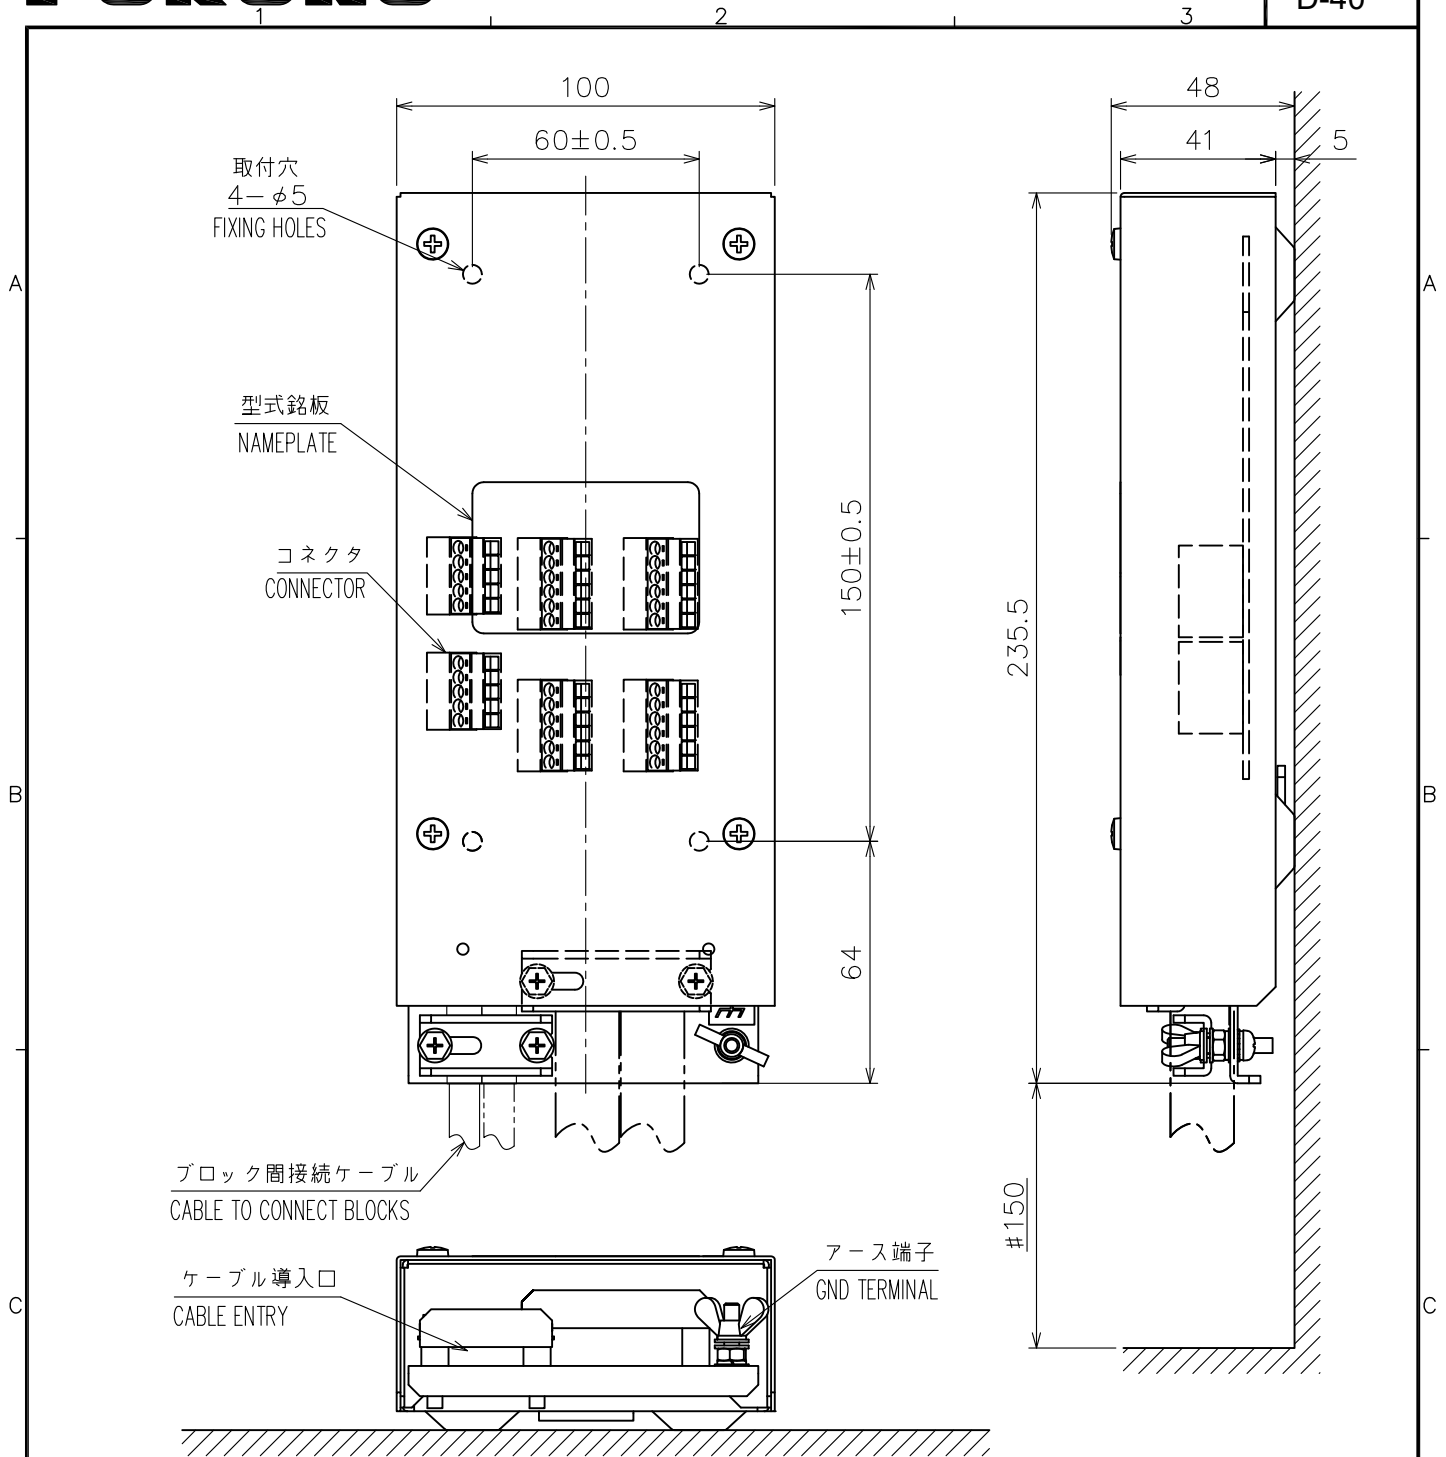 1 2 3
D-40
100
60±0.5
48
41
5
取付穴
4-φ5
FIXING HOLES
A
A
型式銘板
NAMEPLATE
コネクタ
CONNECTOR
150±0.5
235.5
B
B
64
ブロック間接続ケーブル
CABLE TO CONNECT BLOCKS
#150
ケーブル導入口
CABLE ENTRY
アース端子
GND TERMINAL
C
C